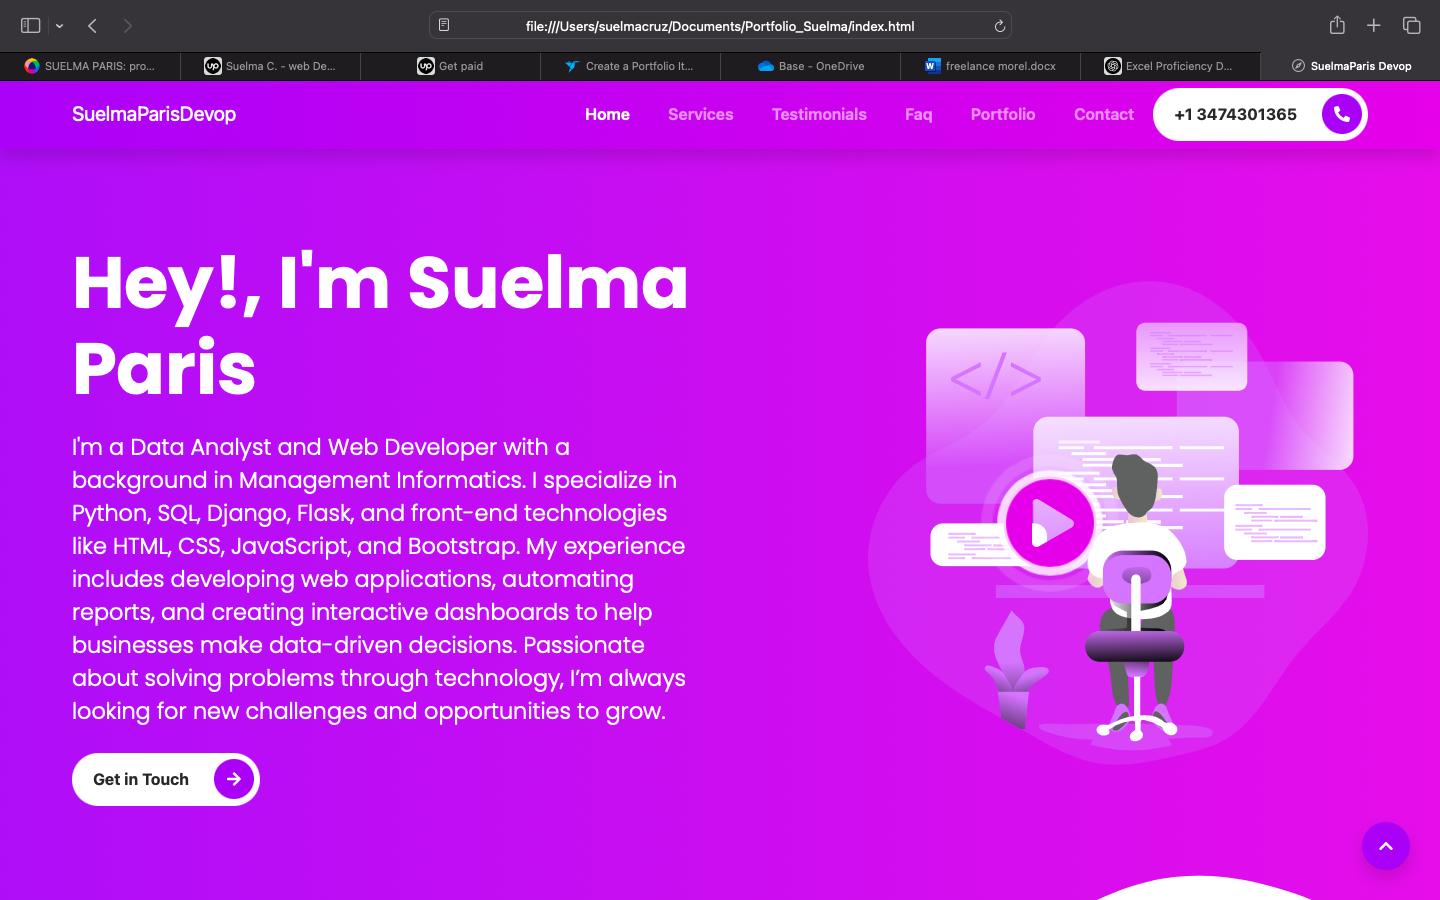 file:///Users/suelmacruz/Documents/Portfolio_Suelma/index.html
SUELMA PARIS: pro...
Suelma C. - web De...
Get paid
Create a Portfolio It...
Base - OneDrive
freelance morel.docx
Excel Proficiency D...
SuelmaParis Devop
SuelmaParisDevop
Home
Services
Testimonials
Faq
Portfolio
Contact
+1 3474301365
Hey!, I'm Suelma
Paris
I'm a Data Analyst and Web Developer with a
background in Management Informatics. I specialize in
Python, SQL, Django, Flask, and front-end technologies
like HTML, CSS, JavaScript, and Bootstrap. My experience
includes developing web applications, automating
reports, and creating interactive dashboards to help
businesses make data-driven decisions. Passionate
about solving problems through technology, I’m always
looking for new challenges and opportunities to grow.
Get in Touch
</>